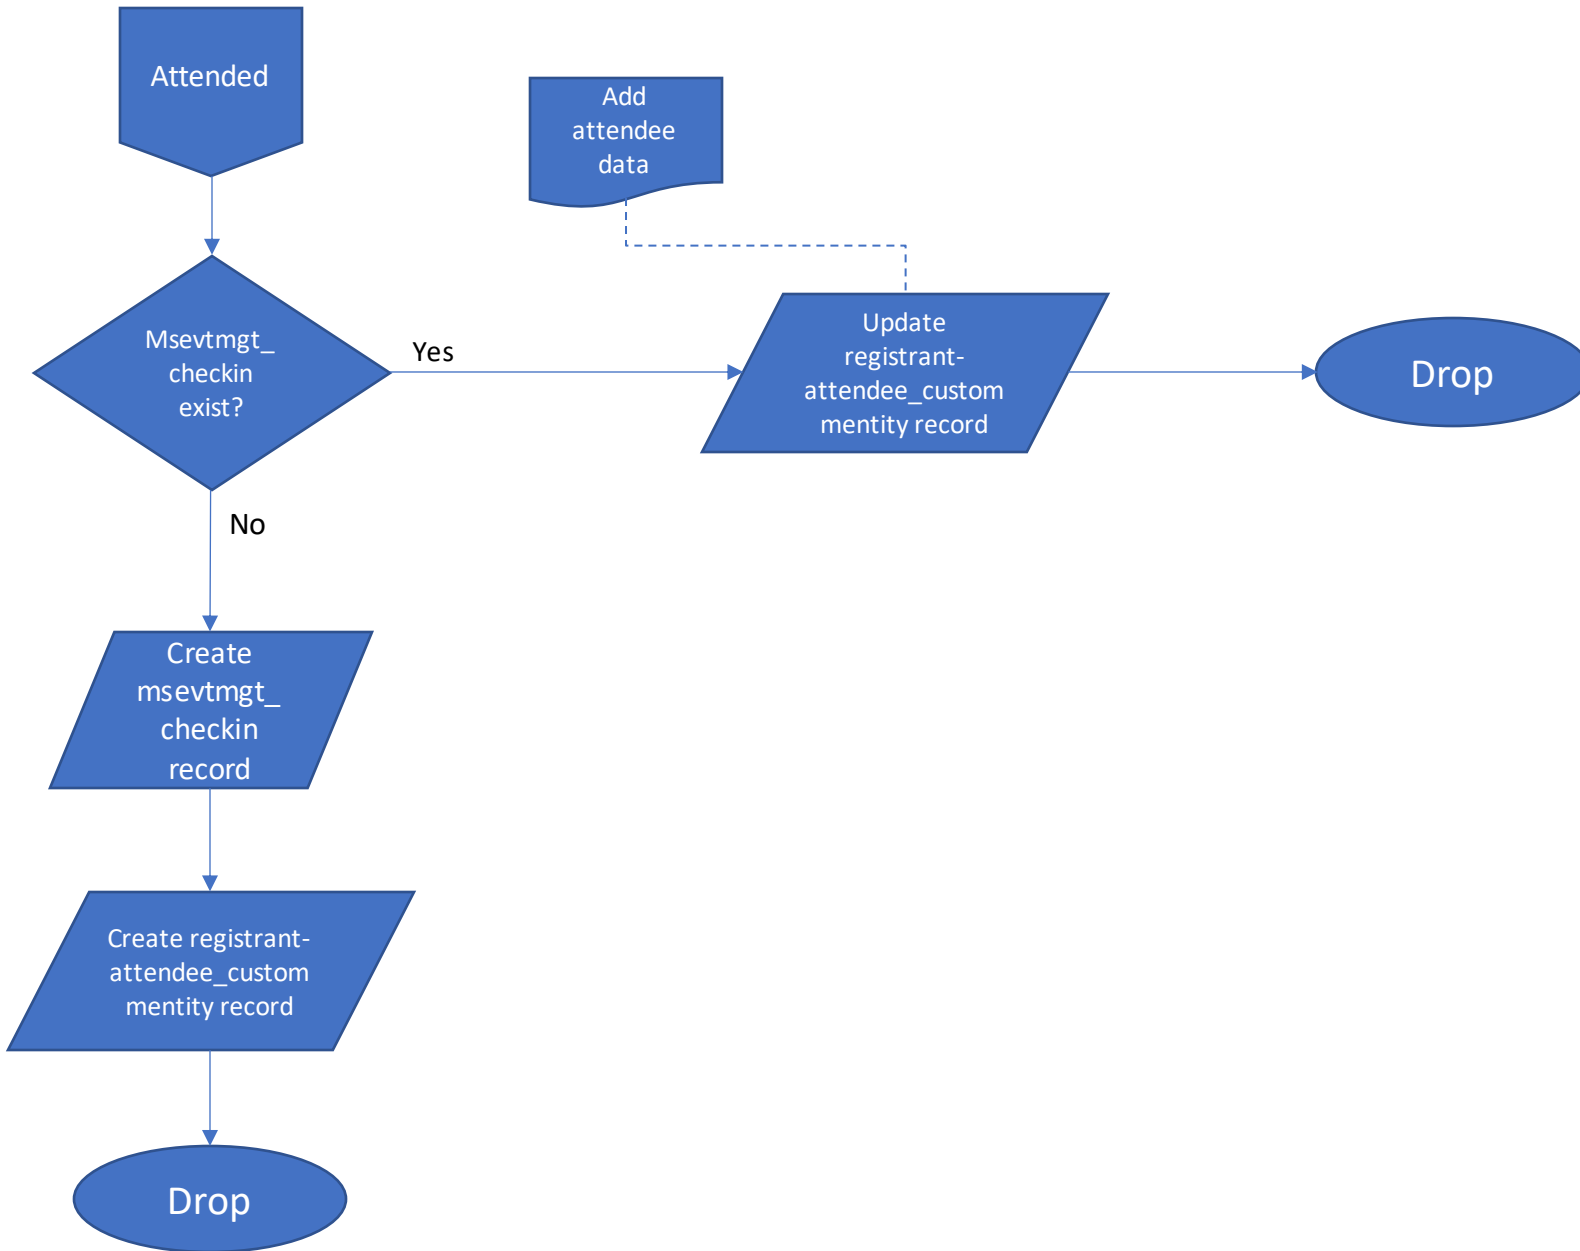 Attended
Add
attendee
data
Msevtmgt_
checkin
exist?
Yes
Update
registrant-
attendee_custom
mentity record
Drop
No
Create
msevtmgt_
checkin
record
Create registrant-
attendee_custom
mentity record
Drop